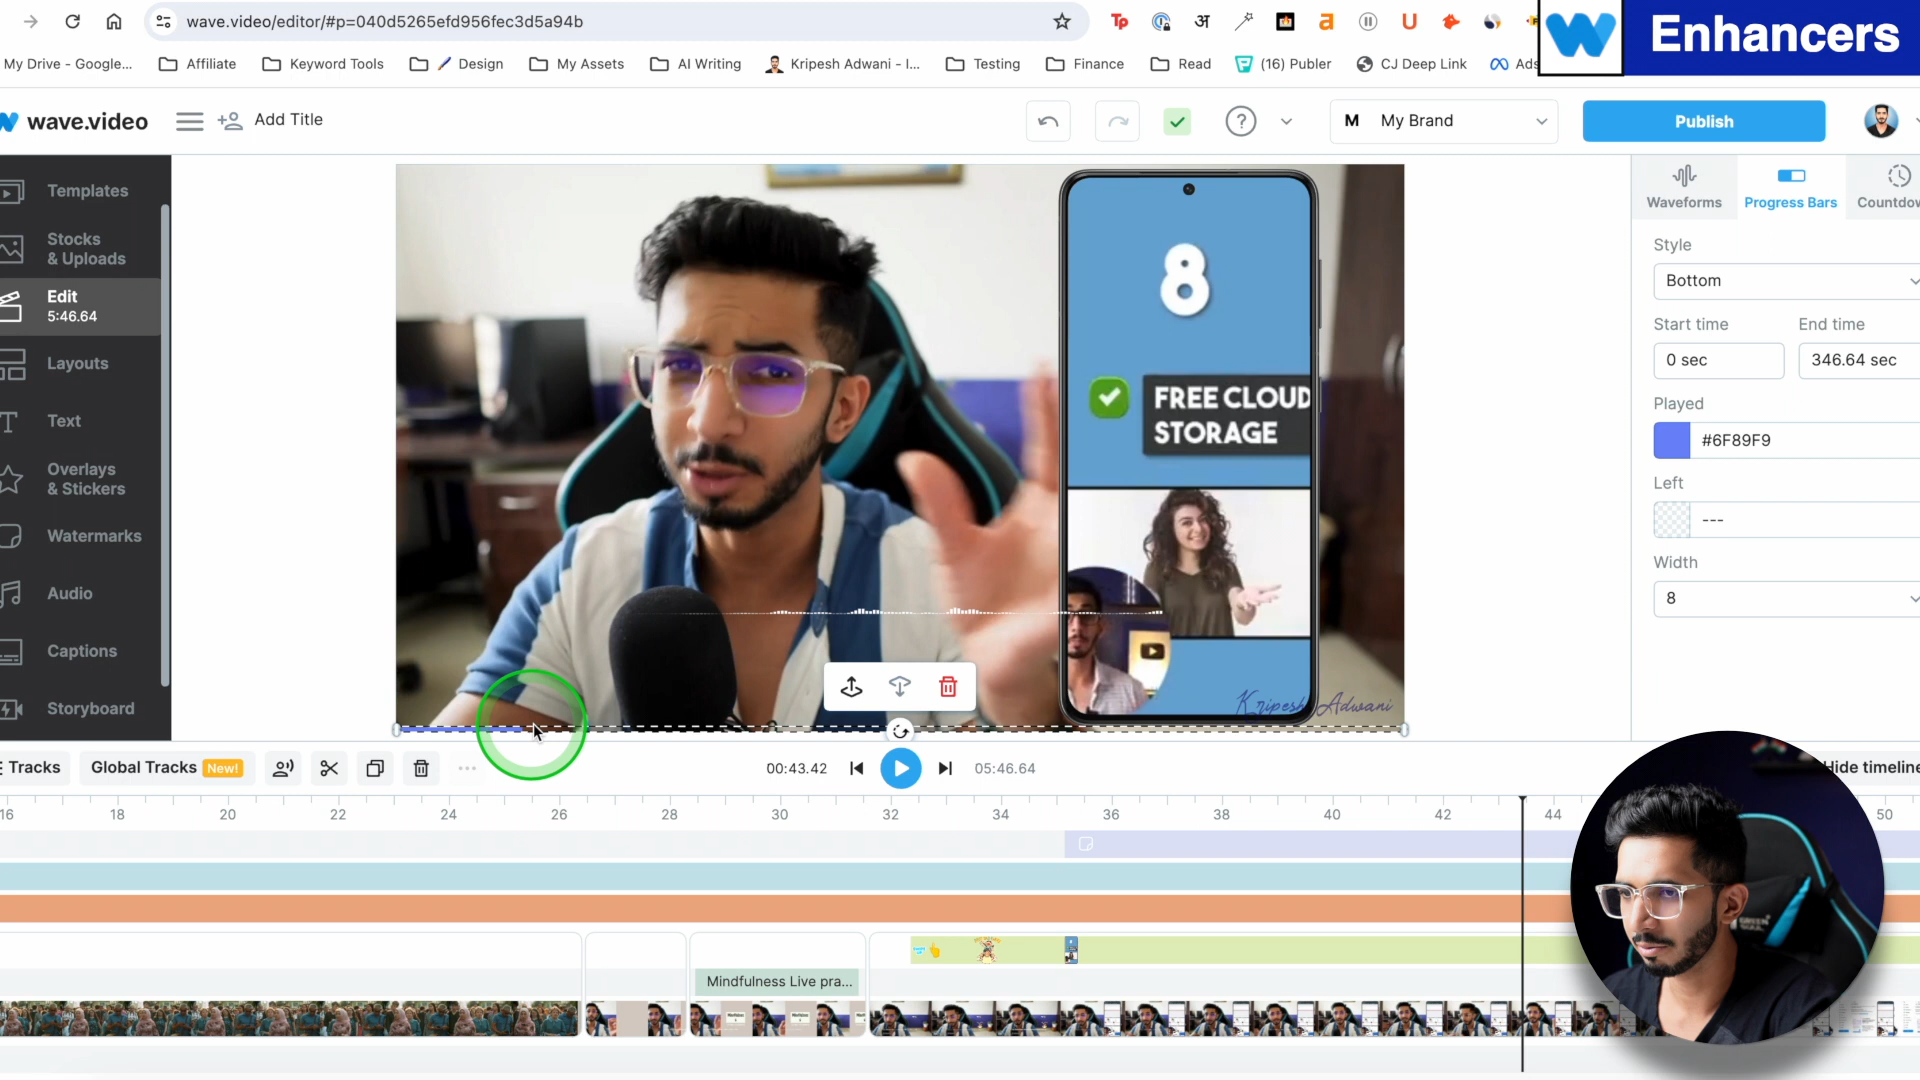 wave.video/editor/#p=040d5265efd956fec3d5a94b
Tp
अ
a
U
Enhancers
My Drive - Google...
Affiliate
Keyword Tools
Design
My Assets
AI Writing
Kripesh Adwani - I...
Testing
Finance
Read
(16) Publer
CJ Deep Link
Ads
wave.video
Add Title
?
M My Brand
Publish
Templates
Stocks
& Uploads
Edit
5:46.64
Layouts
Text
Overlays
& Stickers
Watermarks
Audio
Captions
Storyboard
8
FREE CLOUD
STORAGE
Kripesh Adwani
Waveforms
Progress Bars
Countdow
Style
Bottom
Start time
End time
0 sec
346.64 sec
Played
#6F89F9
Left
---
Width
8
Tracks
Global Tracks New!
00:43.42
05:46.64
Hide timeline
16 18 20 22 24 26 28 30 32 34 36 38 40 42 44 50
Mindfulness Live pra...